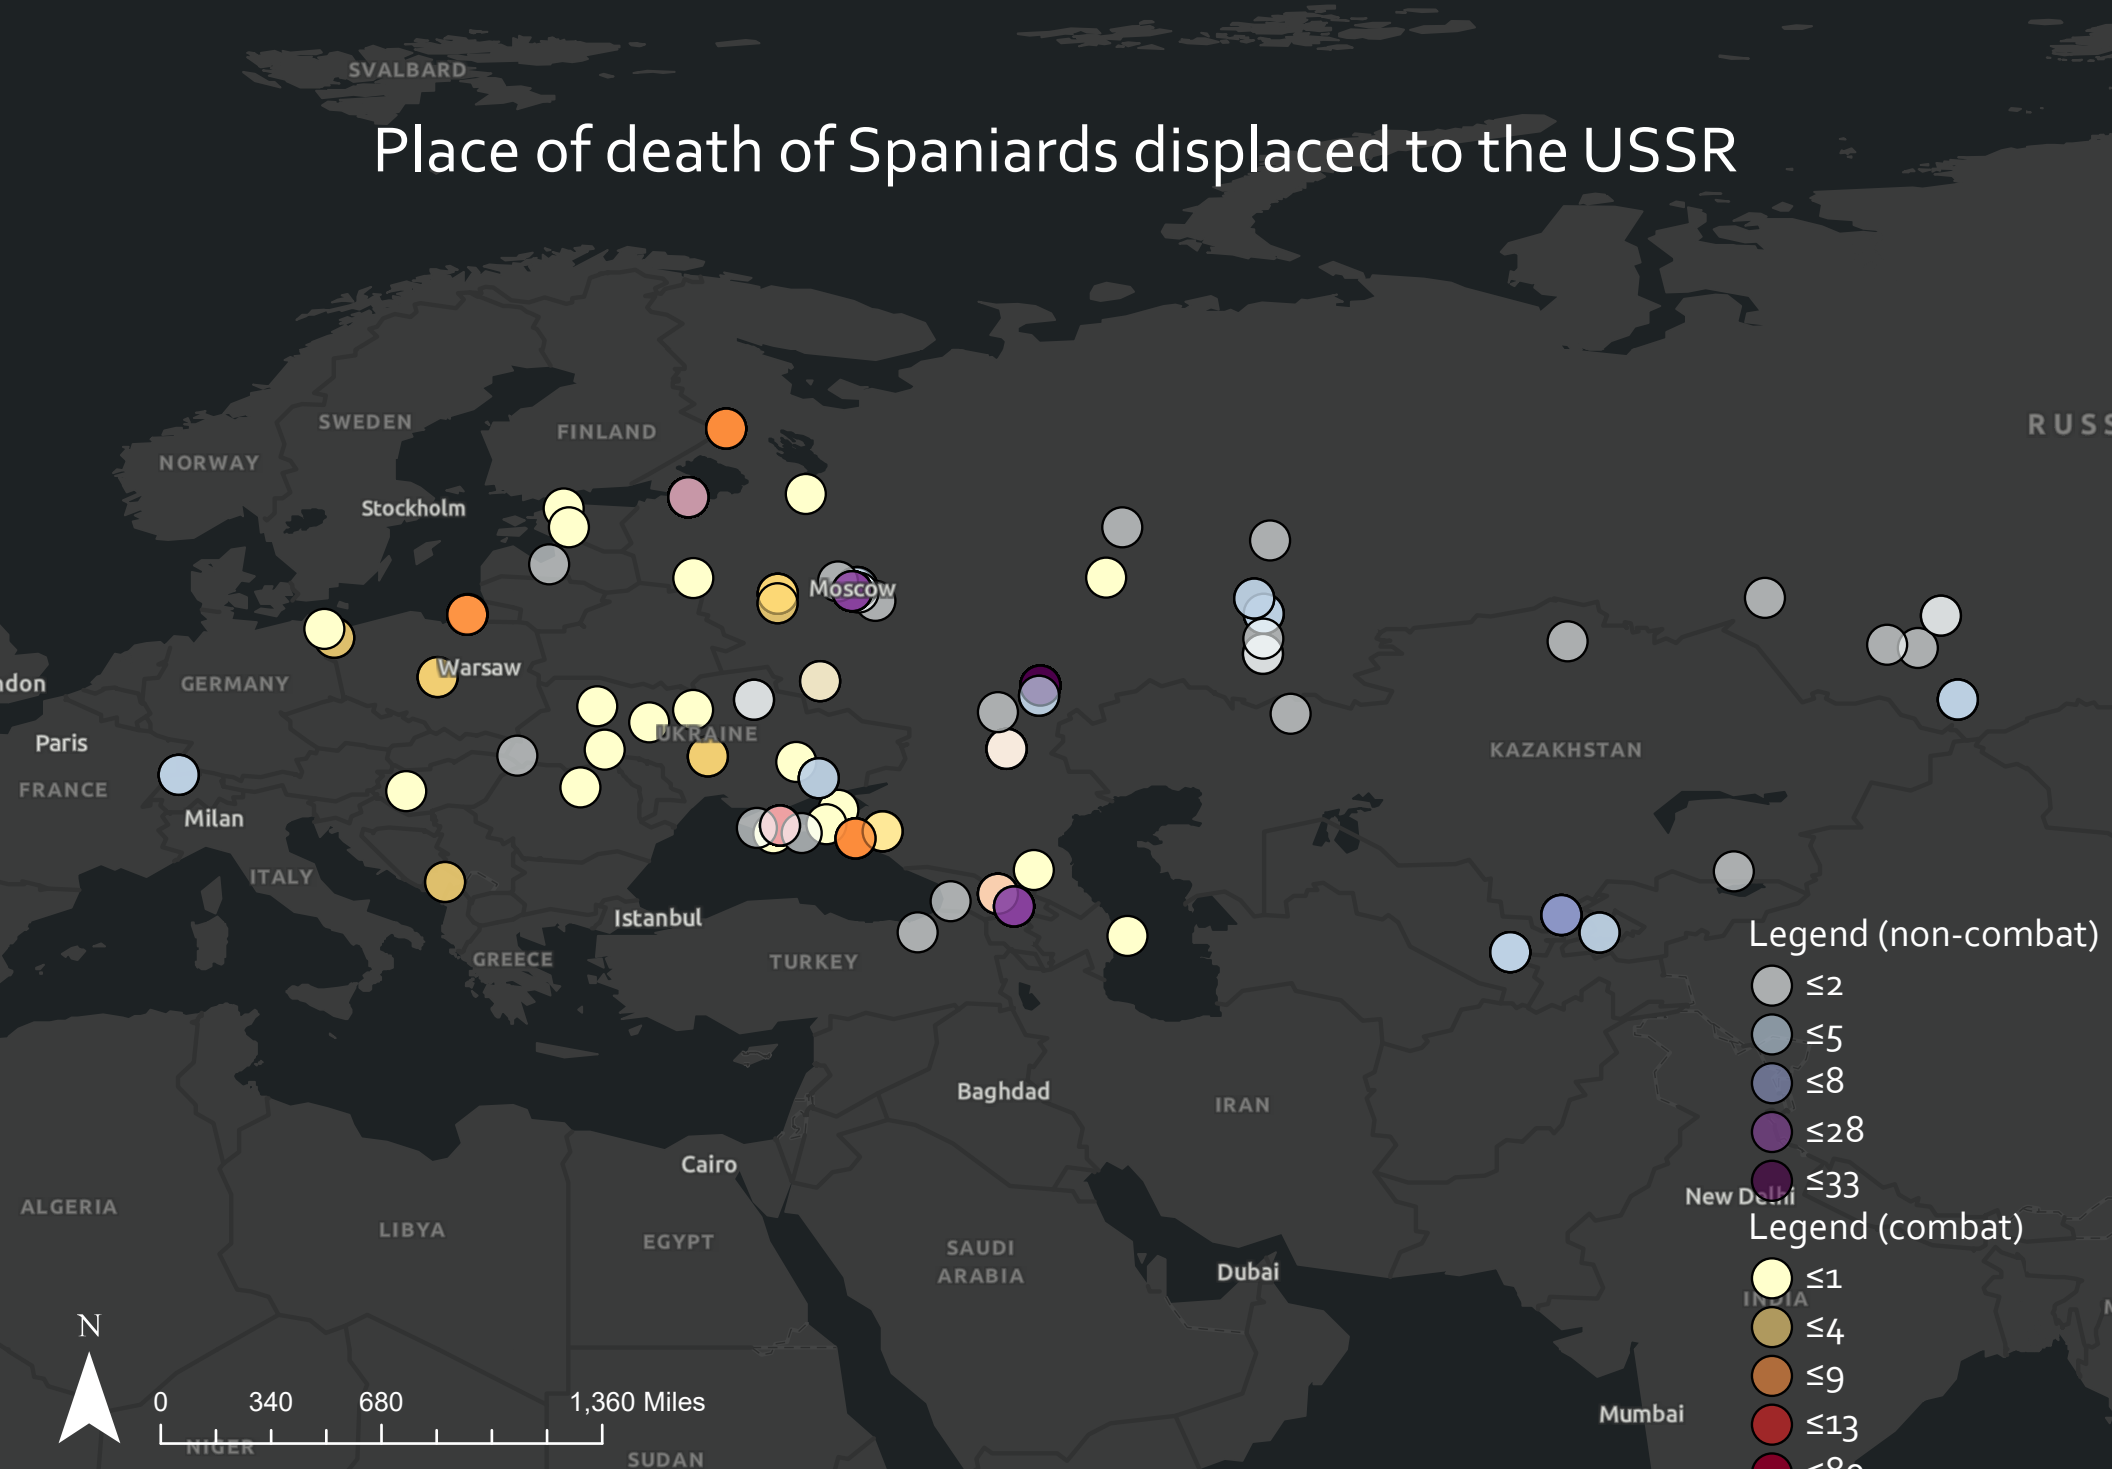 SVALBARD
Place of death of Spaniards displaced to the USSR
RUSS
SWEDEN
FINLAND
NORWAY
Stockholm
Moscow
Warsaw
ndon
GERMANY
UKRAINE
Paris
KAZAKHSTAN
FRANCE
Milan
ITALY
Istanbul
GREECE
TURKEY
Legend (non-combat)
≤2
≤5
≤8
≤28
≤33
Baghdad
IRAN
Cairo
New Delhi
ALGERIA
LIBYA
EGYPT
SAUDI
ARABIA
Dubai
Legend (combat)
≤1
INDIA
≤4
≤9
≤13
Mumbai
N
0 340 680 1,360 Miles
NIGER
SUDAN